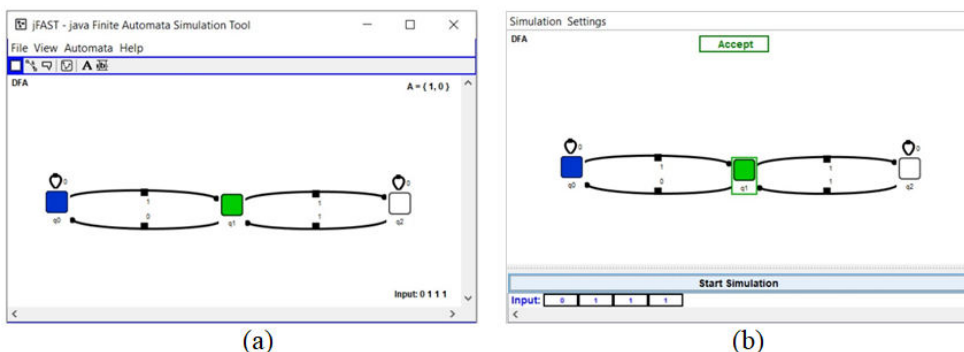 jFAST - java Finite Automata Simulation Tool
File View Automata Help
A
DFA
A = { 1, 0 }
0
0
1
1
0
1
q0
q1
q2
Input: 0 1 1 1
(a)
Simulation Settings
DFA
Accept
0
0
1
1
0
1
q0
q1
q2
Start Simulation
Input: 0 1 1 1
(b)